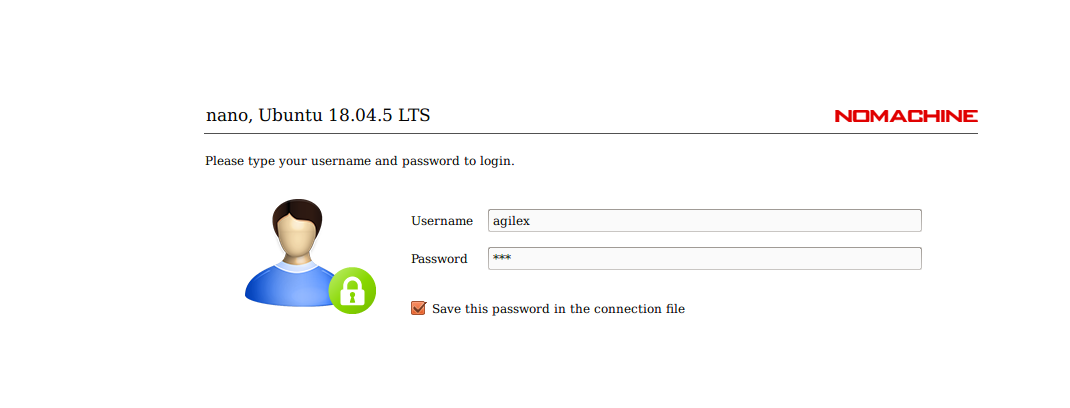 nano, Ubuntu 18.04.5 LTS
NOMACHINE
Please type your username and password to login.
Username agilex
Password ***
Save this password in the connection file